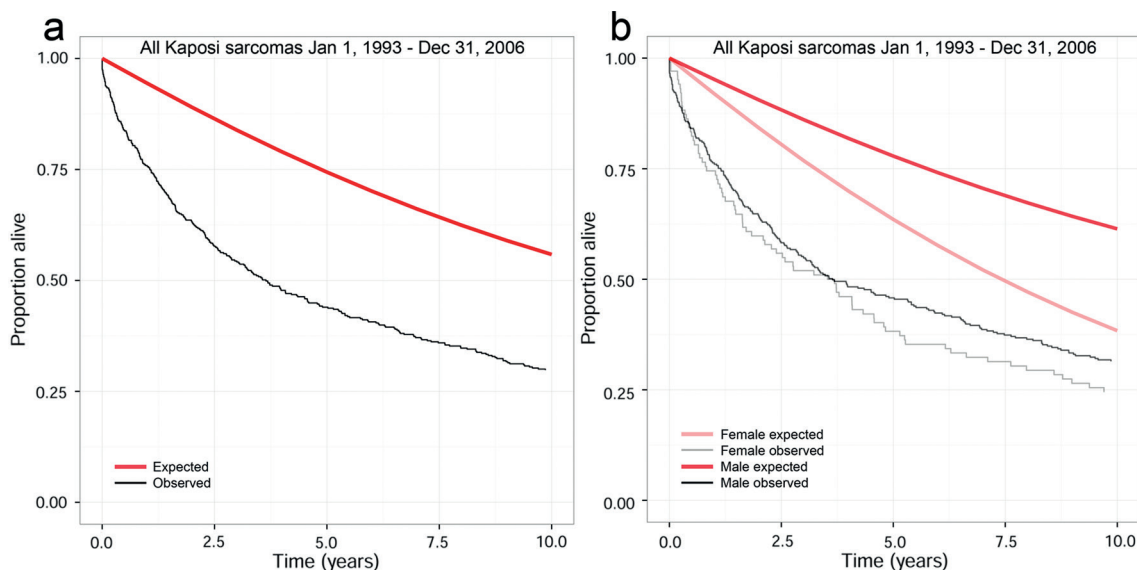 a
All Kaposi sarcomas Jan 1, 1993 - Dec 31, 2006
1.00
0.75
0.50
0.25
0.00
Proportion alive
Expected
Observed
0.0 2.5 5.0 7.5 10.0
Time (years)
b
All Kaposi sarcomas Jan 1, 1993 - Dec 31, 2006
1.00
0.75
0.50
0.25
0.00
Proportion alive
Female expected
Female observed
Male expected
Male observed
0.0 2.5 5.0 7.5 10.0
Time (years)